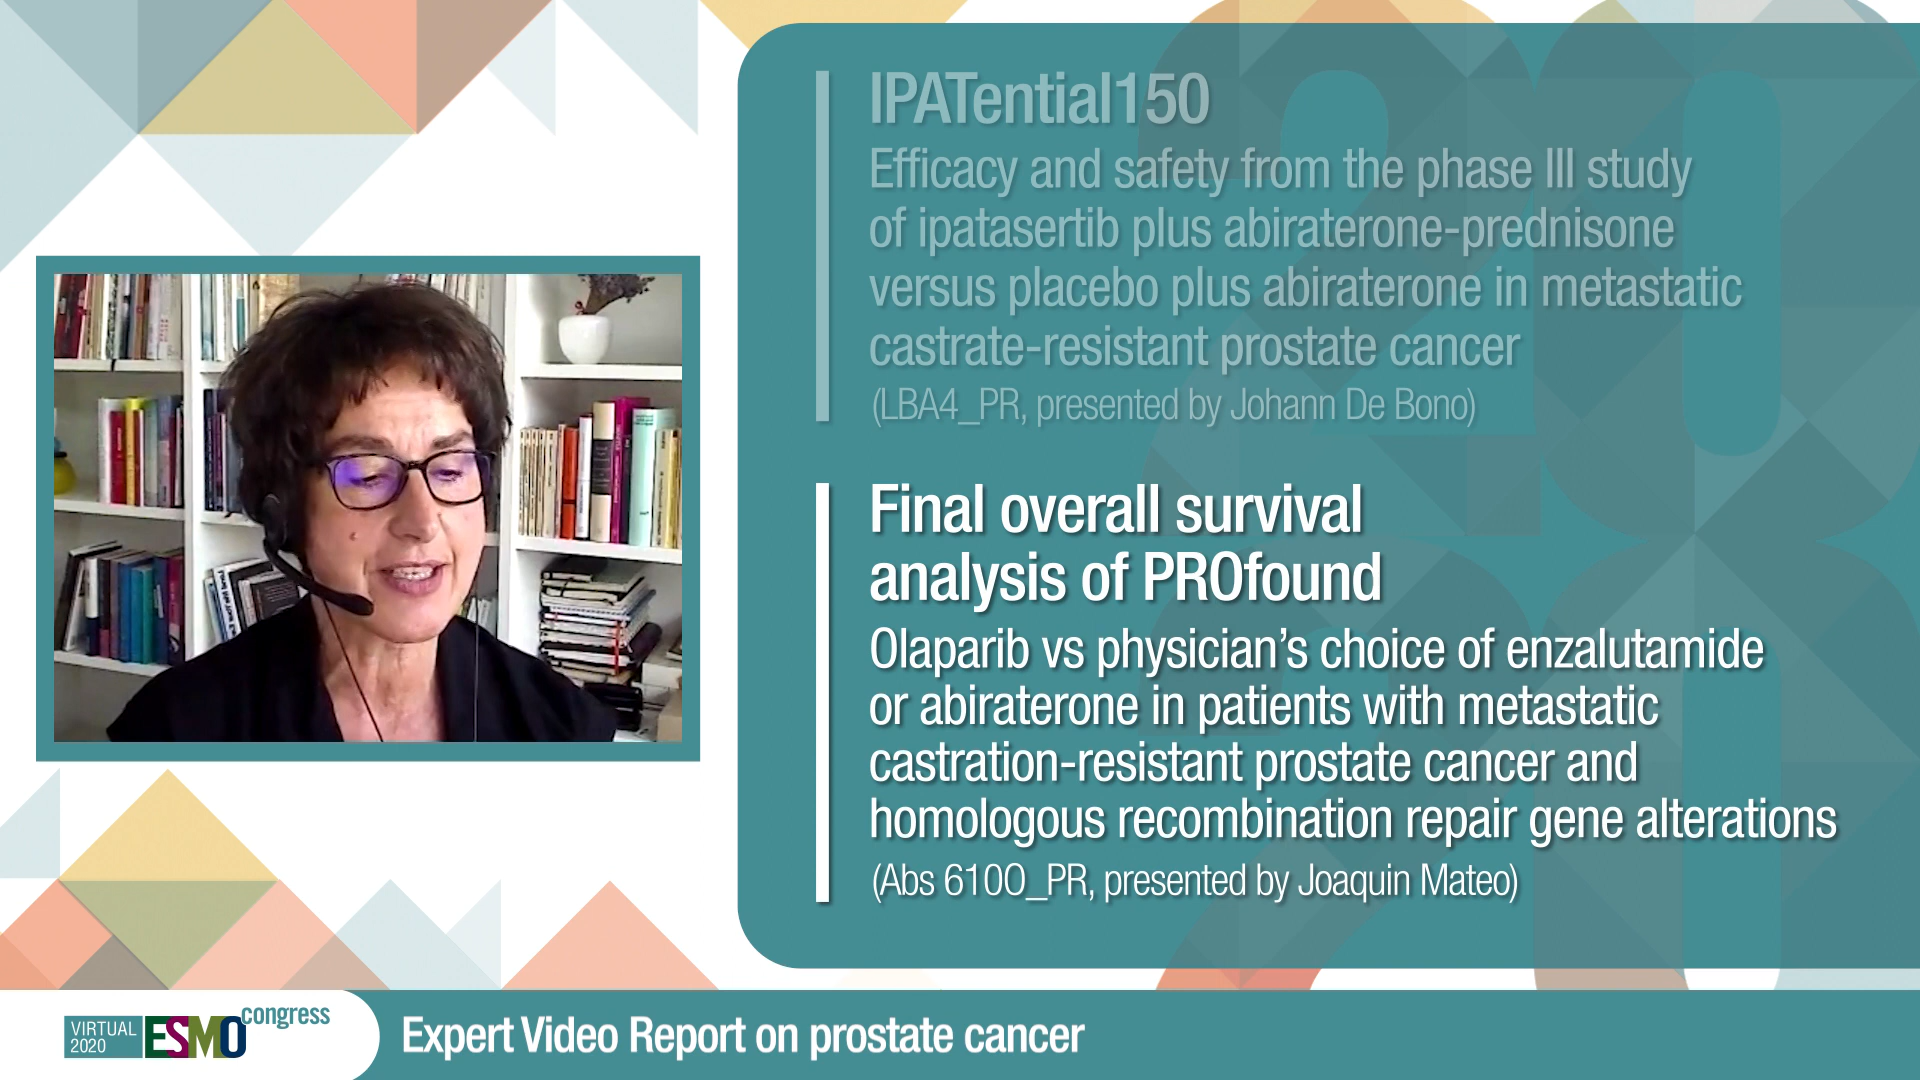 IPATential150
Efficacy and safety from the phase III study
of ipatasertib plus abiraterone-prednisone
versus placebo plus abiraterone in metastatic
castrate-resistant prostate cancer
(LBA4_PR, presented by Johann De Bono)
Final overall survival
analysis of PROfound
Olaparib vs physician’s choice of enzalutamide
or abiraterone in patients with metastatic
castration-resistant prostate cancer and
homologous recombination repair gene alterations
(Abs 610O_PR, presented by Joaquin Mateo)
VIRTUAL
2020
ESMO congress
Expert Video Report on prostate cancer